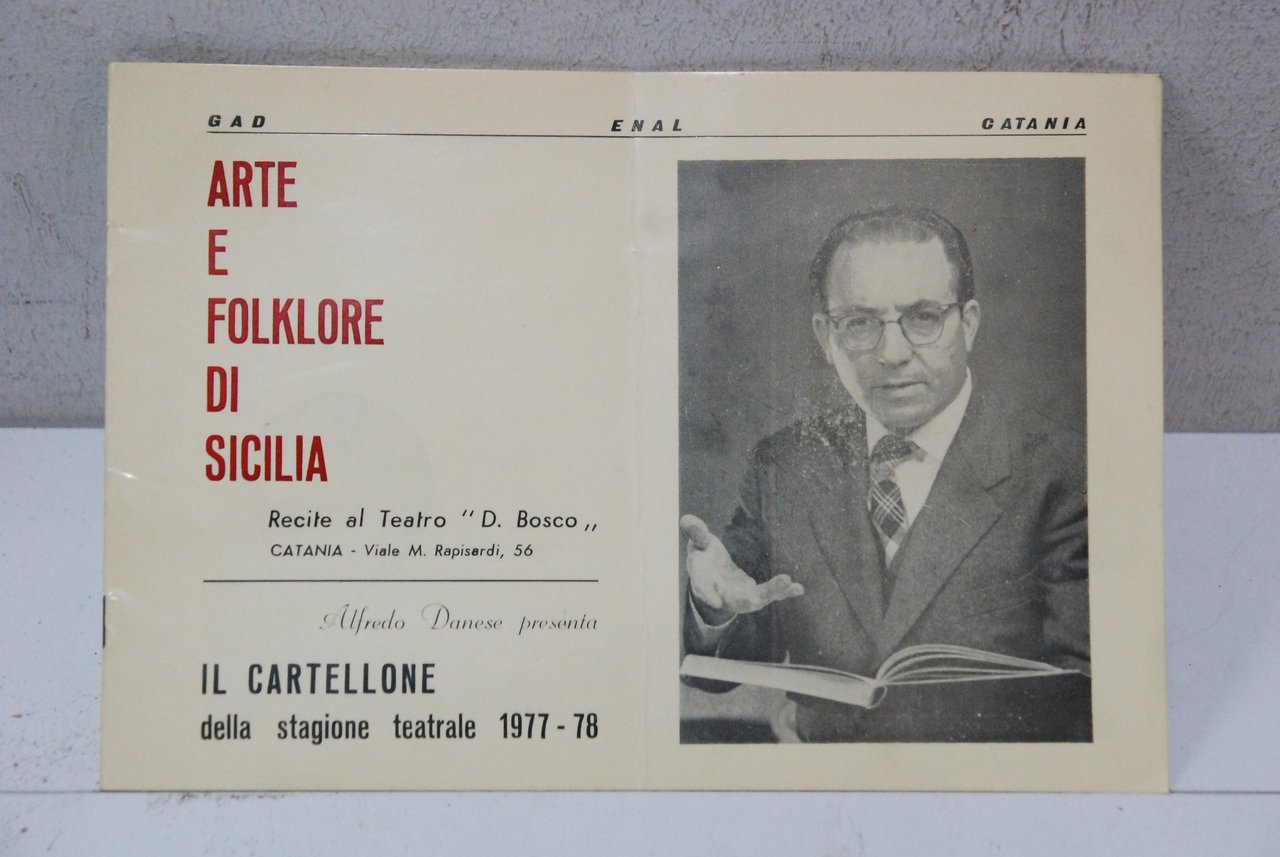 GAD ENAL CATANIA
ARTE
E
FOLKLORE
DI
SICILIA
Recite al Teatro "D. Bosco„
CATANIA - Viale M. Rapisardi, 56
Alfredo Danese presenta
IL CARTELLONE
della stagione teatrale 1977-78